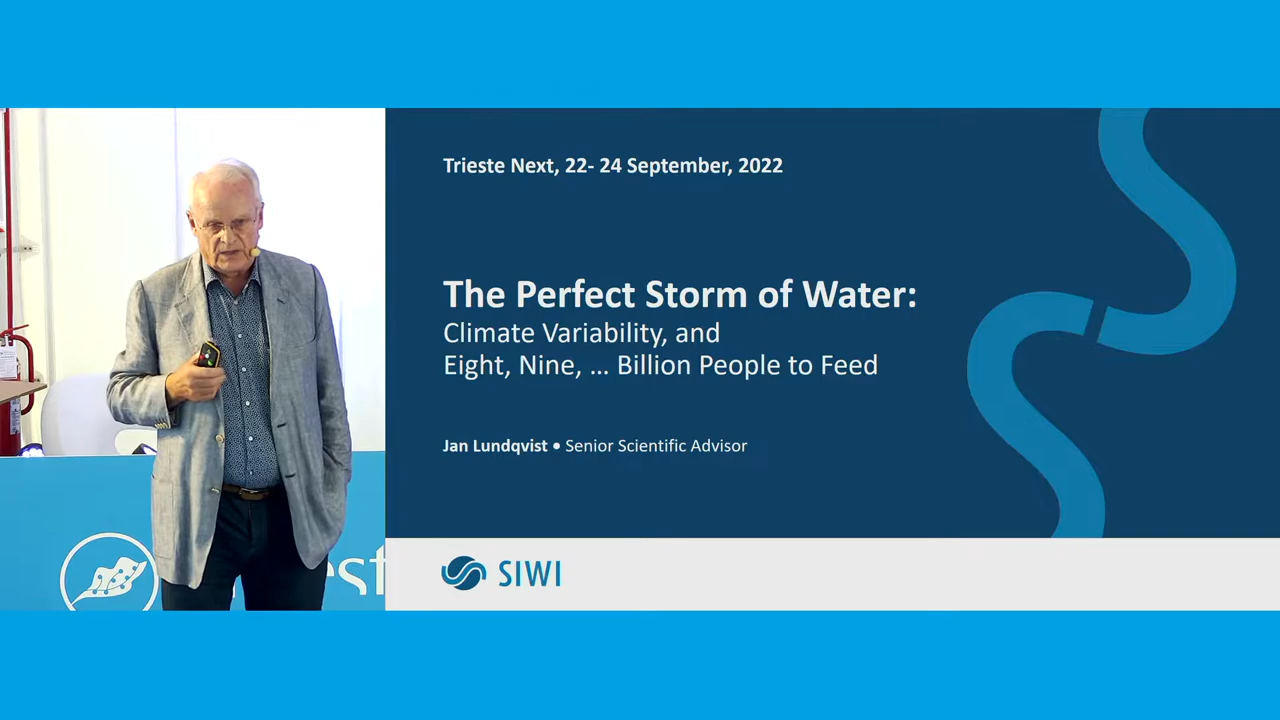 Trieste Next, 22- 24 September, 2022
The Perfect Storm of Water:
Climate Variability, and
Eight, Nine, ... Billion People to Feed
Jan Lundqvist • Senior Scientific Advisor
SIWI